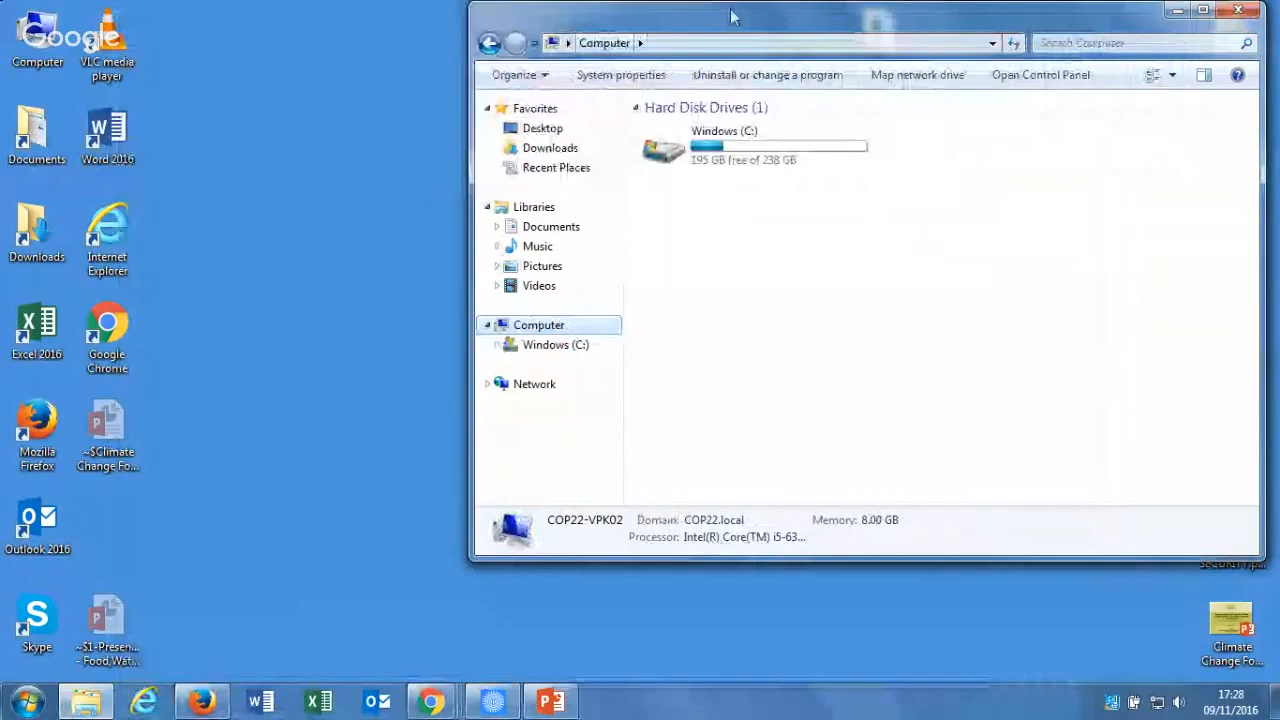 Google
Computer
VLC media
player
Documents
Word 2016
Downloads
Internet
Explorer
Excel 2016
Google
Chrome
Mozilla
Firefox
~$Climate
Change Fo...
Outlook 2016
Skype
~$1-Presen...
- Food,Wat...
Computer
Search Computer
Organize
System properties
Uninstall or change a program
Map network drive
Open Control Panel
Favorites
Desktop
Downloads
Recent Places
Libraries
Documents
Music
Pictures
Videos
Computer
Windows (C:)
Network
Hard Disk Drives (1)
Windows (C:)
195 GB free of 238 GB
COP22-VPK02 Domain: COP22.local Memory: 8.00 GB
Processor: Intel(R) Core(TM) i5-63...
Climate
Change Fo...
17:28
09/11/2016